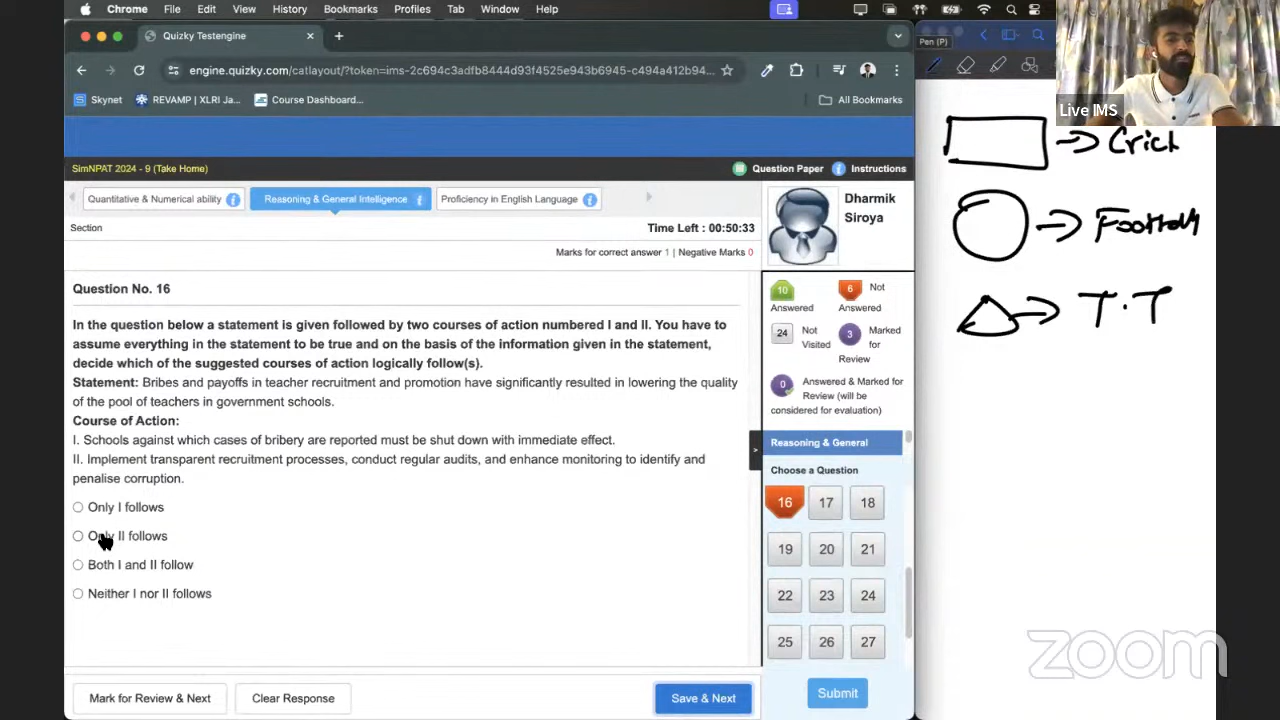 Chrome File Edit View History Bookmarks Profiles Tab Window Help
Quizky Testengine
engine.quizky.com/catlayout/?token=ims-2c694c3adfb8444d93f4525e943b6945-c494a412b94...
Skynet REVAMP | XLRI Ja... Course Dashboard... All Bookmarks
Pen (P)
Live IMS
SimNPAT 2024 - 9 (Take Home) Question Paper Instructions
Quantitative & Numerical ability Reasoning & General Intelligence Proficiency in English Language
Section Time Left : 00:50:33
Marks for correct answer 1 | Negative Marks 0
Question No. 16
In the question below a statement is given followed by two courses of action numbered I and II. You have to
assume everything in the statement to be true and on the basis of the information given in the statement,
decide which of the suggested courses of action logically follow(s).
Statement: Bribes and payoffs in teacher recruitment and promotion have significantly resulted in lowering the quality
of the pool of teachers in government schools.
Course of Action:
I. Schools against which cases of bribery are reported must be shut down with immediate effect.
II. Implement transparent recruitment processes, conduct regular audits, and enhance monitoring to identify and
penalise corruption.
Only I follows
Only II follows
Both I and II follow
Neither I nor II follows
Mark for Review & Next Clear Response Save & Next
Dharmik
Siroya
10 Answered
6 Not Answered
24 Not Visited
3 Marked for Review
0 Answered & Marked for
Review (will be
considered for evaluation)
Reasoning & General
Choose a Question
16 17 18
19 20 21
22 23 24
25 26 27
Submit
T.T
zoom